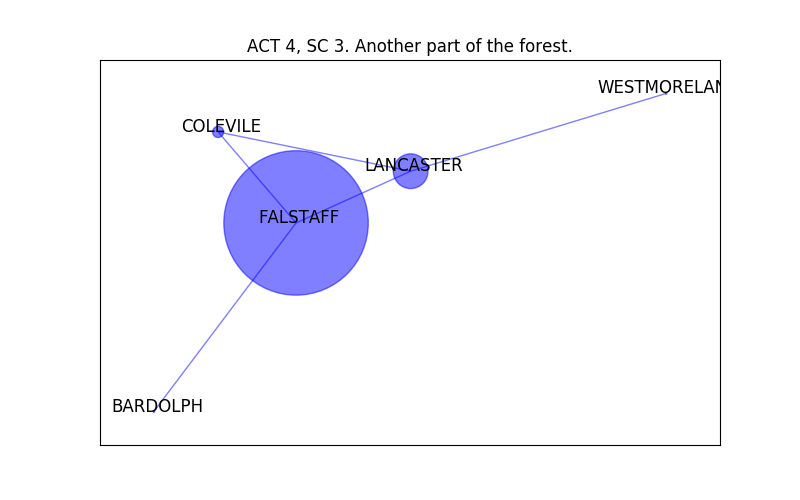 ACT 4, SC 3. Another part of the forest.
WESTMORELAN
COLEVILE
LANCASTER
FALSTAFF
BARDOLPH